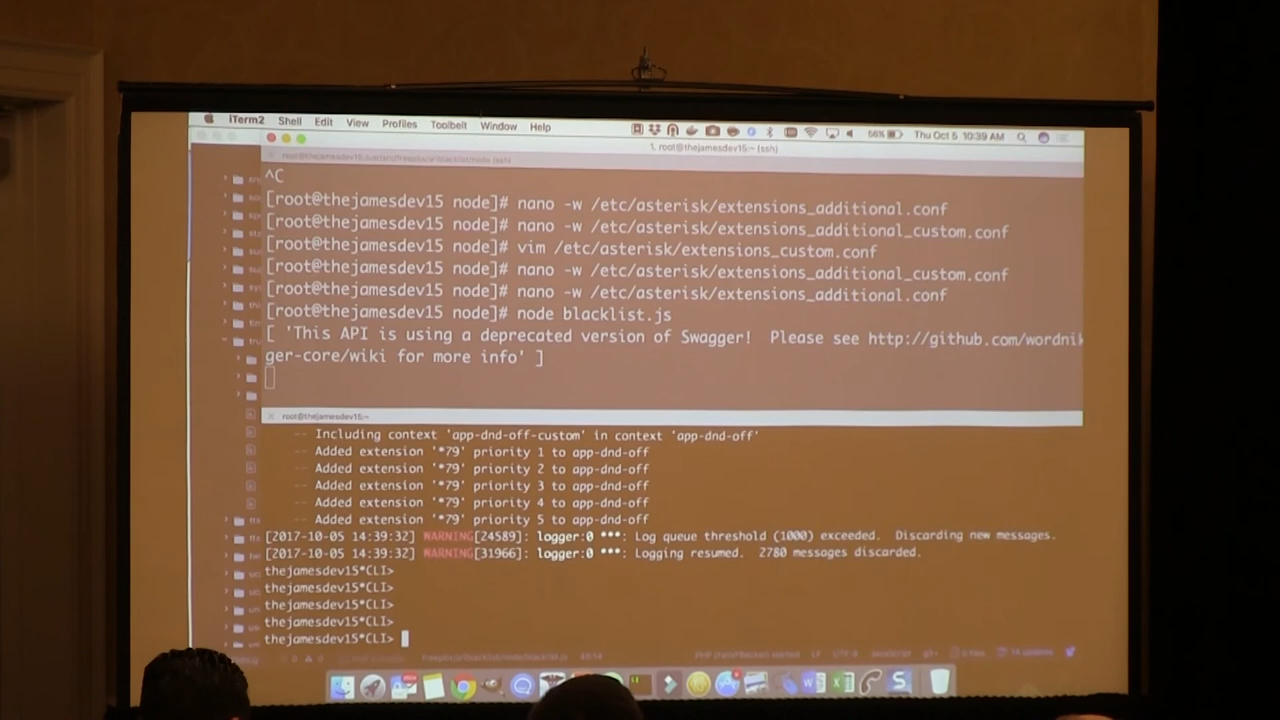 iTerm2 Shell Edit View Profiles Toolbelt Window Help 56% Thu Oct 5 10:39 AM
1. root@thejamesdev15:~ (ssh)
^C
[root@thejamesdev15 node]# nano -w /etc/asterisk/extensions_additional.conf
[root@thejamesdev15 node]# nano -w /etc/asterisk/extensions_additional_custom.conf
[root@thejamesdev15 node]# vim /etc/asterisk/extensions_custom.conf
[root@thejamesdev15 node]# nano -w /etc/asterisk/extensions_additional_custom.conf
[root@thejamesdev15 node]# nano -w /etc/asterisk/extensions_additional.conf
[root@thejamesdev15 node]# node blacklist.js
[ 'This API is using a deprecated version of Swagger!  Please see http://github.com/wordnik
ger-core/wiki for more info' ]
root@thejamesdev15:~
-- Including context 'app-dnd-off-custom' in context 'app-dnd-off'
-- Added extension '*79' priority 1 to app-dnd-off
-- Added extension '*79' priority 2 to app-dnd-off
-- Added extension '*79' priority 3 to app-dnd-off
-- Added extension '*79' priority 4 to app-dnd-off
-- Added extension '*79' priority 5 to app-dnd-off
[2017-10-05 14:39:32] WARNING[24589]: logger:0 ***: Log queue threshold (1000) exceeded.  Discarding new messages.
[2017-10-05 14:39:32] WARNING[31966]: logger:0 ***: Logging resumed.  2780 messages discarded.
thejamesdev15*CLI>
thejamesdev15*CLI>
thejamesdev15*CLI>
thejamesdev15*CLI>
thejamesdev15*CLI>